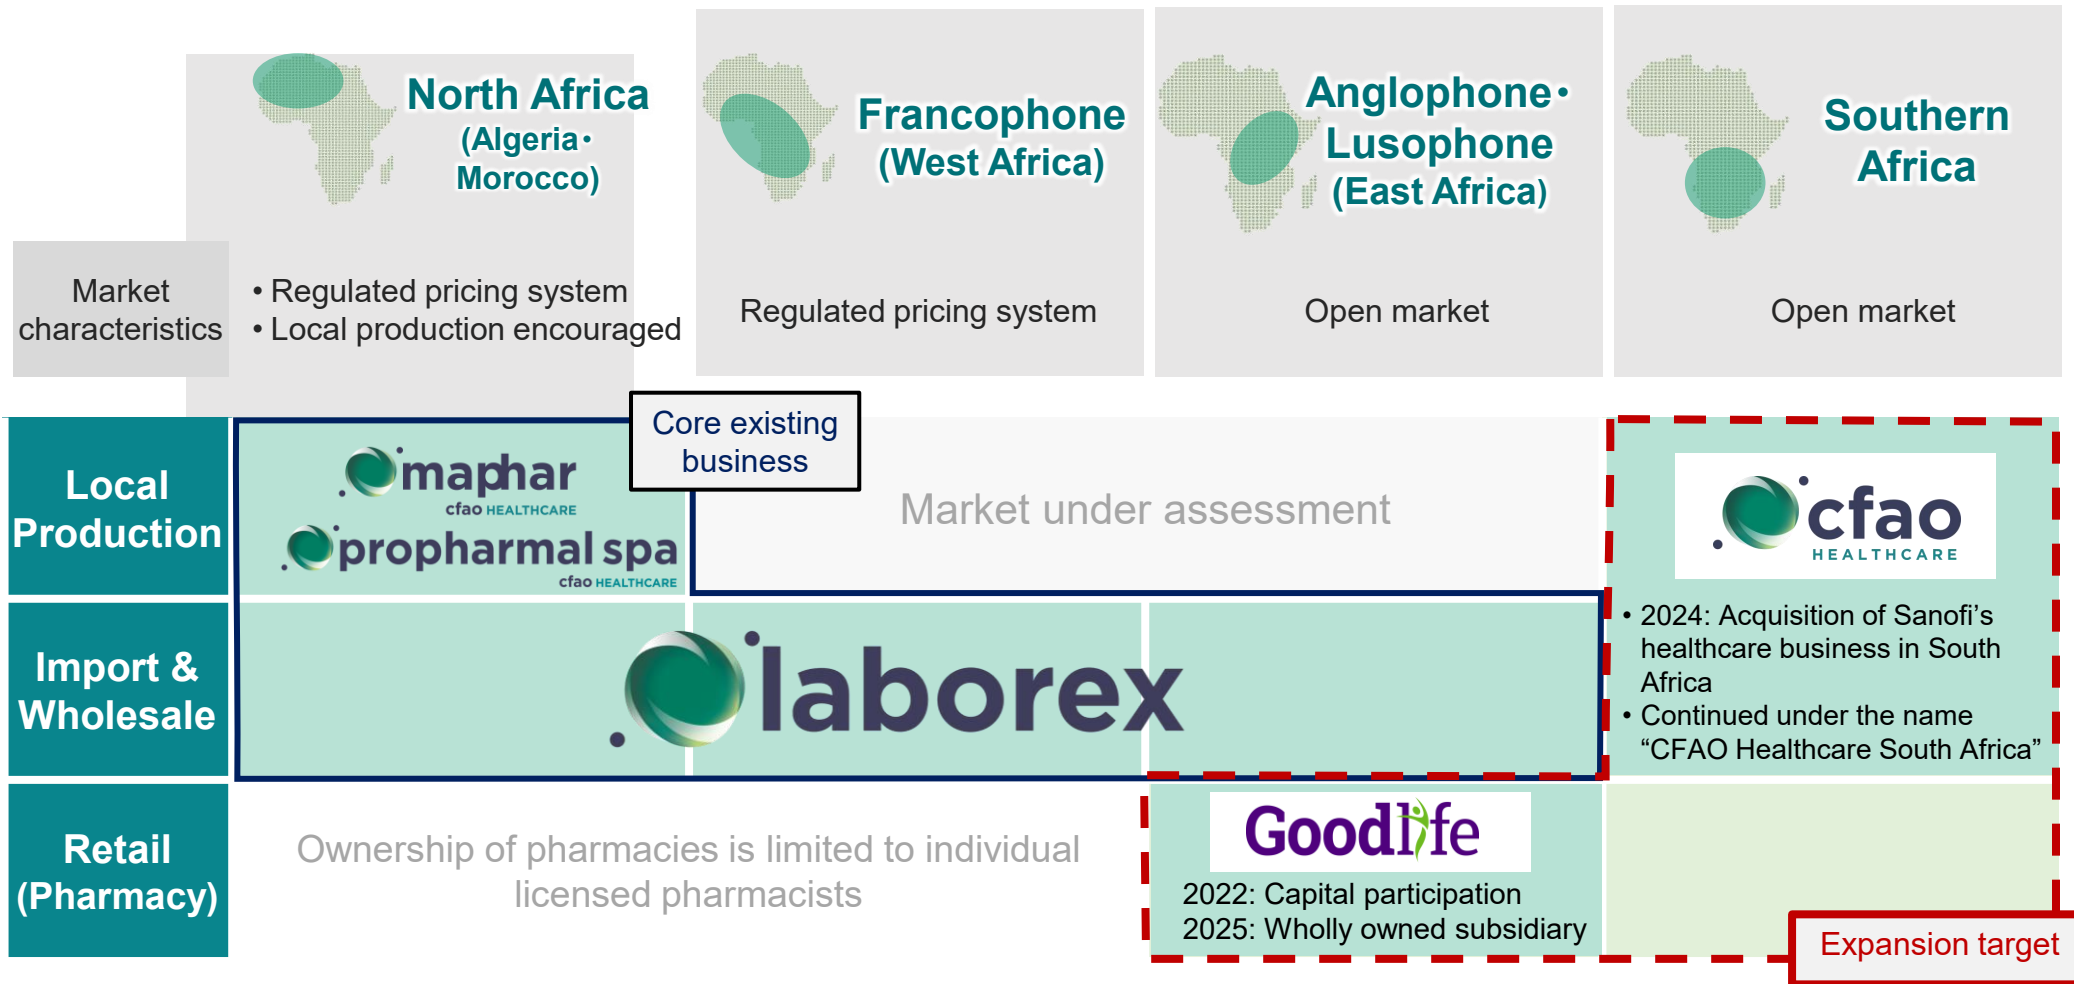 North Africa
(Algeria・
Morocco)
Francophone
(West Africa)
Anglophone・
Lusophone
(East Africa)
Southern
Africa
Market
characteristics
• Regulated pricing system
• Local production encouraged
Regulated pricing system
Open market
Open market
Core existing
business
Local
Production
maphar
cfao HEALTHCARE
propharmal spa
cfao HEALTHCARE
Market under assessment
cfao
HEALTHCARE
• 2024: Acquisition of Sanofi’s
healthcare business in South
Africa
• Continued under the name
“CFAO Healthcare South Africa”
Import &
Wholesale
laborex
Retail
(Pharmacy)
Ownership of pharmacies is limited to individual
licensed pharmacists
Goodlife
2022: Capital participation
2025: Wholly owned subsidiary
Expansion target